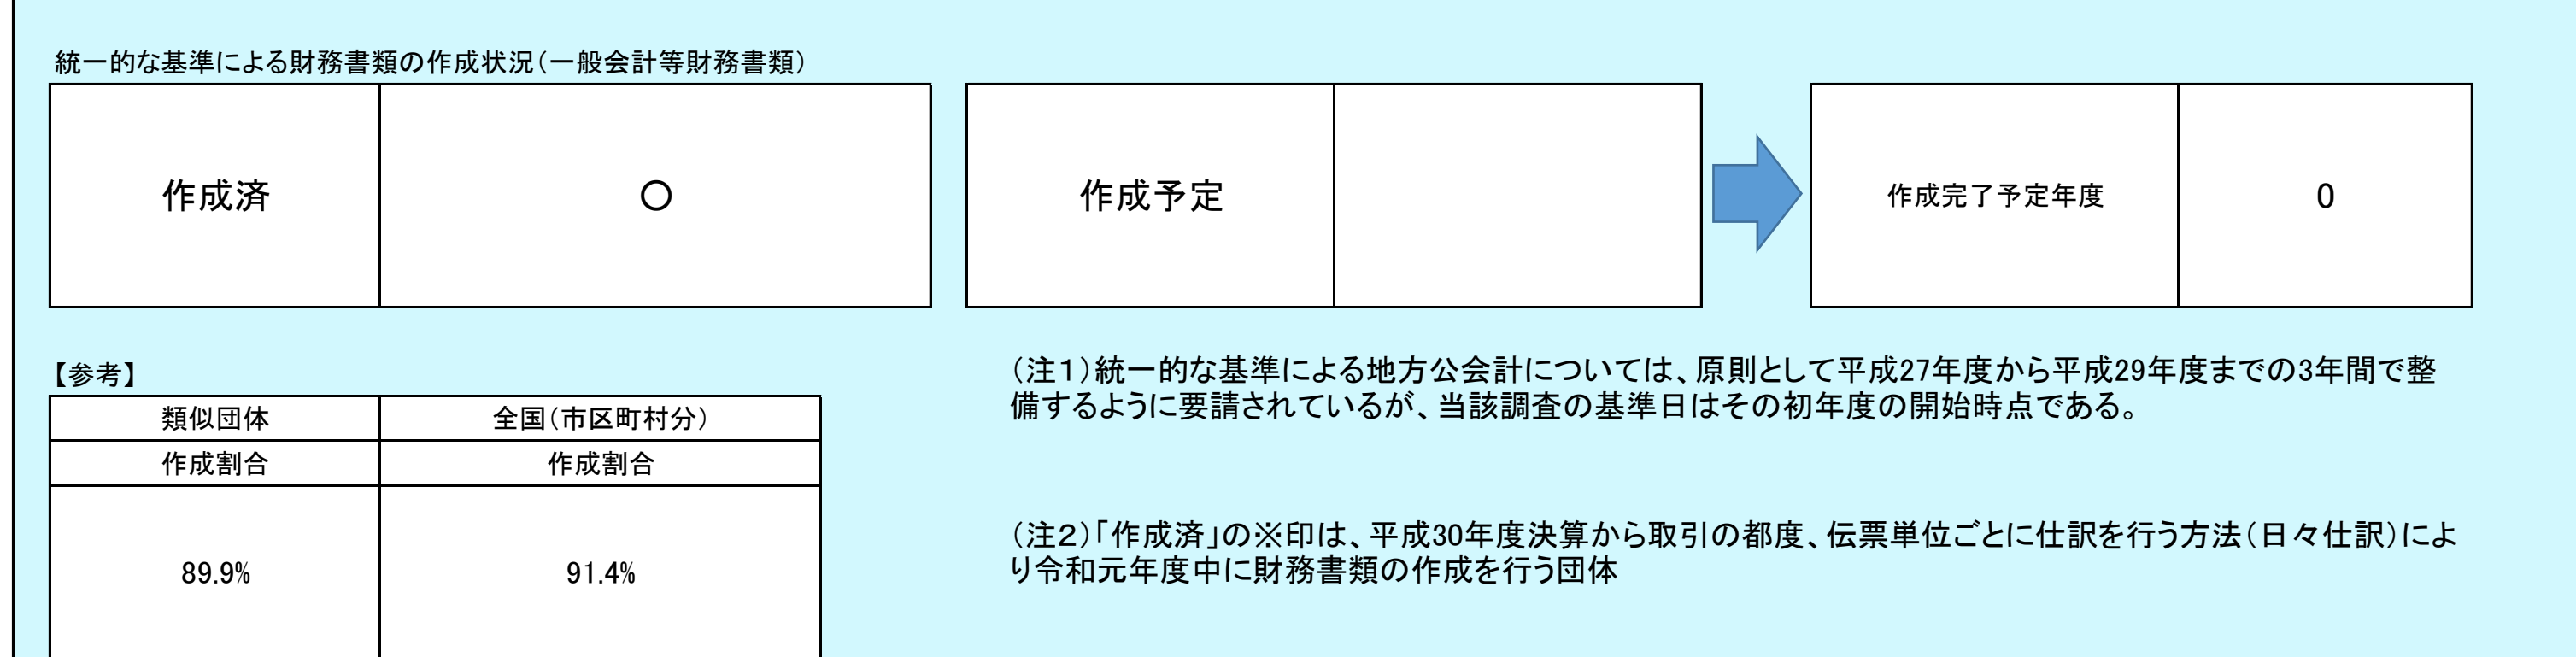 統一的な基準による財務書類の作成状況(一般会計等財務書類)
作成済 ○ 作成予定 作成完了予定年度 0
【参考】
類似団体 全国(市区町村分)
作成割合 作成割合
89.9% 91.4%
(注1)統一的な基準による地方公会計については、原則として平成27年度から平成29年度までの3年間で整
備するように要請されているが、当該調査の基準日はその初年度の開始時点である。
(注2)「作成済」の※印は、平成30年度決算から取引の都度、伝票単位ごとに仕訳を行う方法(日々仕訳)によ
り令和元年度中に財務書類の作成を行う団体